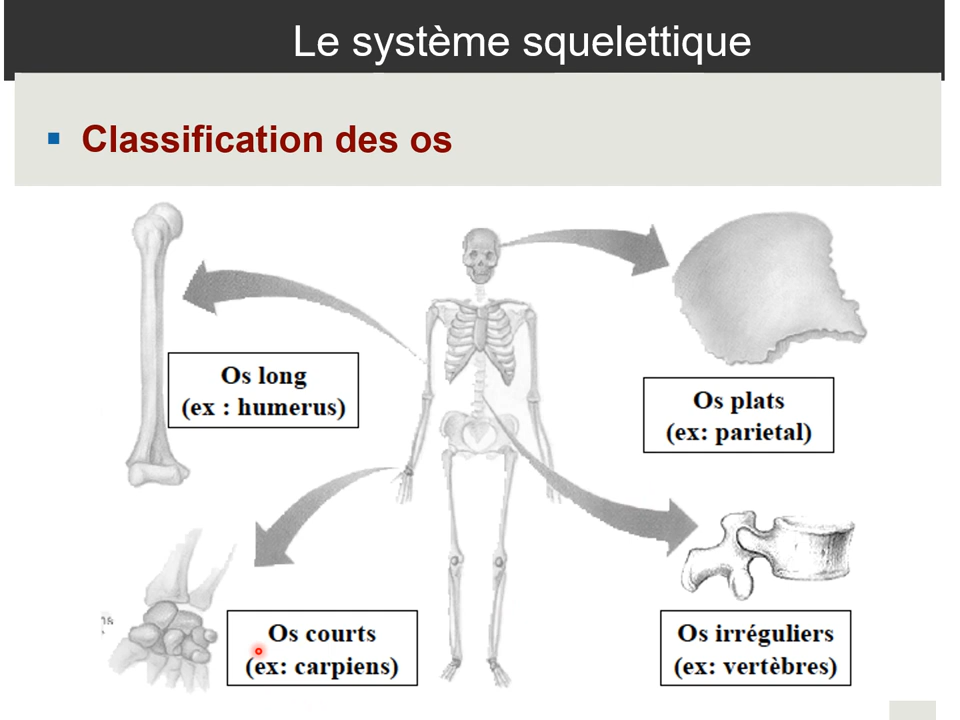 Le système squelettique
Classification des os
Os long
(ex : humerus)
Os plats
(ex: parietal)
Os courts
(ex: carpiens)
Os irréguliers
(ex: vertèbres)